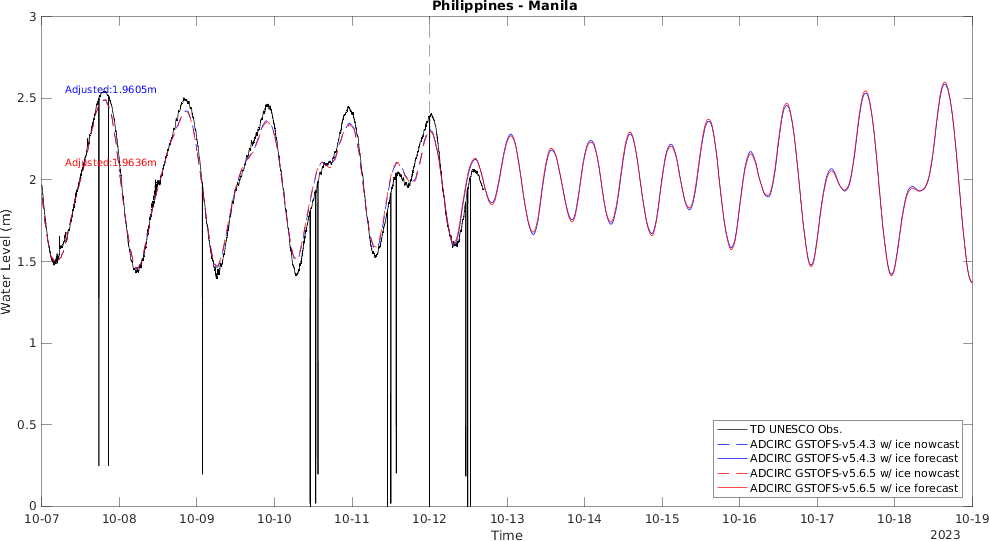 Philippines - Manila
3
2.5
2
1.5
1
0.5
0
Water Level (m)
Adjusted:1.9605m
Adjusted:1.9636m
TD UNESCO Obs.
ADCIRC GSTOFS-v5.4.3 w/ ice nowcast
ADCIRC GSTOFS-v5.4.3 w/ ice forecast
ADCIRC GSTOFS-v5.6.5 w/ ice nowcast
ADCIRC GSTOFS-v5.6.5 w/ ice forecast
10-07 10-08 10-09 10-10 10-11 10-12 10-13 10-14 10-15 10-16 10-17 10-18 10-19
Time
2023